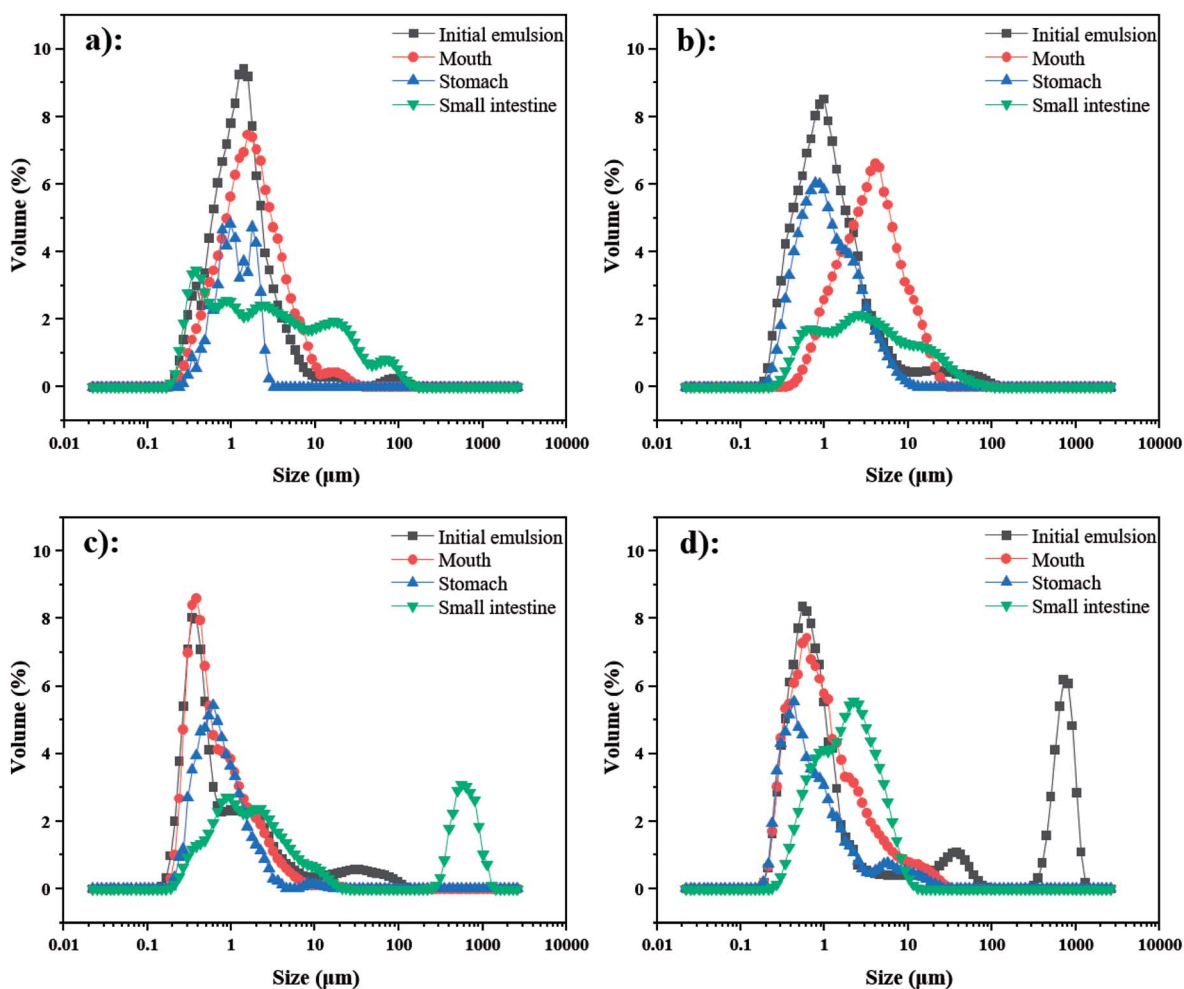 a):
Initial emulsion
Mouth
Stomach
Small intestine
10
8
6
4
2
0
Volume (%)
0.01 0.1 1 10 100 1000 10000
Size (μm)
b):
Initial emulsion
Mouth
Stomach
Small intestine
10
8
6
4
2
0
Volume (%)
0.01 0.1 1 10 100 1000 10000
Size (μm)
c):
Initial emulsion
Mouth
Stomach
Small intestine
10
8
6
4
2
0
Volume (%)
0.01 0.1 1 10 100 1000 10000
Size (μm)
d):
Initial emulsion
Mouth
Stomach
Small intestine
10
8
6
4
2
0
Volume (%)
0.01 0.1 1 10 100 1000 10000
Size (μm)